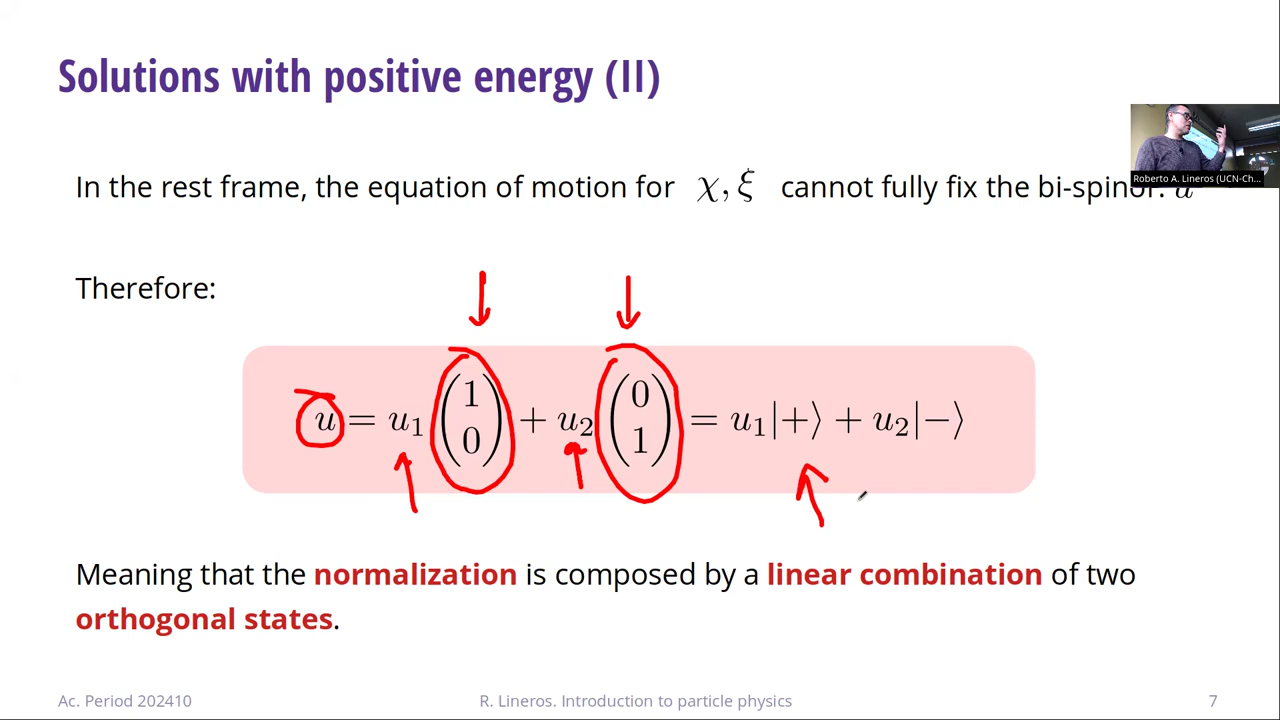 Solutions with positive energy (II)
Roberto A. Lineros (UCN-Ch...
In the rest frame, the equation of motion for χ, ξ cannot fully fix the bi-spinor: u
Therefore:
u = u₁ (1 0) + u₂ (0 1) = u₁|+⟩ + u₂|−⟩
Meaning that the normalization is composed by a linear combination of two
orthogonal states.
Ac. Period 202410 R. Lineros. Introduction to particle physics 7